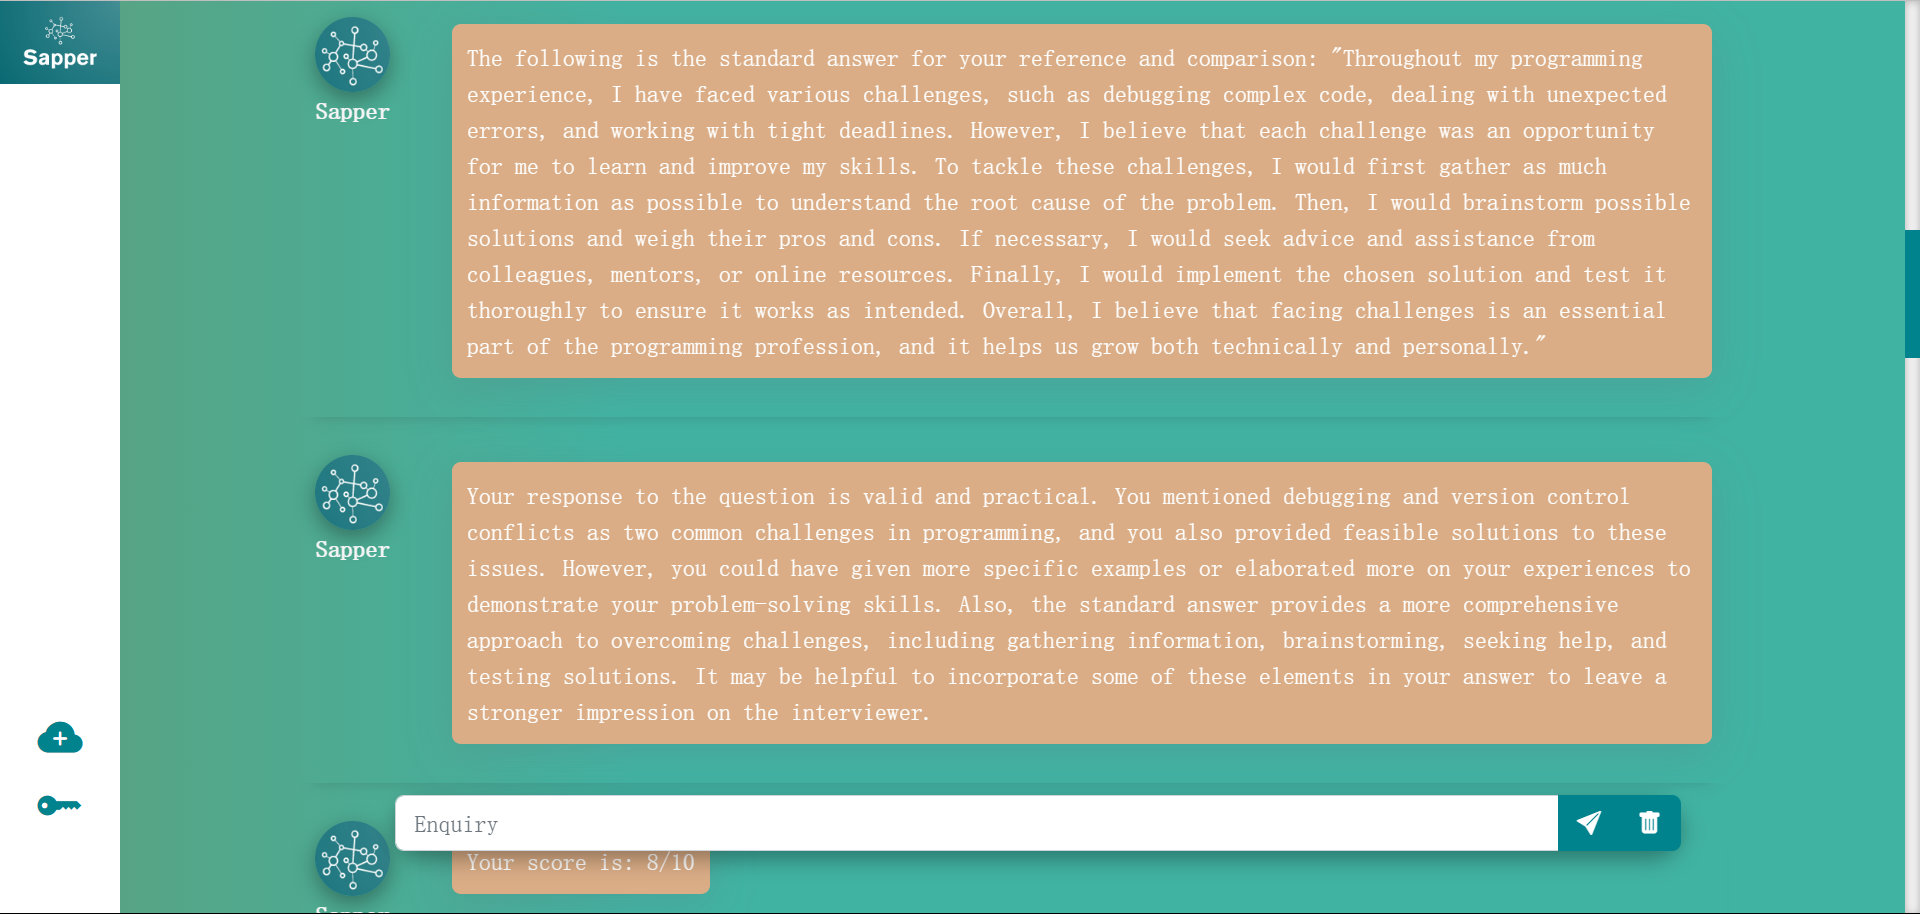 Sapper
Sapper
The following is the standard answer for your reference and comparison: "Throughout my programming
experience, I have faced various challenges, such as debugging complex code, dealing with unexpected
errors, and working with tight deadlines. However, I believe that each challenge was an opportunity
for me to learn and improve my skills. To tackle these challenges, I would first gather as much
information as possible to understand the root cause of the problem. Then, I would brainstorm possible
solutions and weigh their pros and cons. If necessary, I would seek advice and assistance from
colleagues, mentors, or online resources. Finally, I would implement the chosen solution and test it
thoroughly to ensure it works as intended. Overall, I believe that facing challenges is an essential
part of the programming profession, and it helps us grow both technically and personally."
Sapper
Your response to the question is valid and practical. You mentioned debugging and version control
conflicts as two common challenges in programming, and you also provided feasible solutions to these
issues. However, you could have given more specific examples or elaborated more on your experiences to
demonstrate your problem-solving skills. Also, the standard answer provides a more comprehensive
approach to overcoming challenges, including gathering information, brainstorming, seeking help, and
testing solutions. It may be helpful to incorporate some of these elements in your answer to leave a
stronger impression on the interviewer.
Enquiry
Your score is: 8/10
Sapper